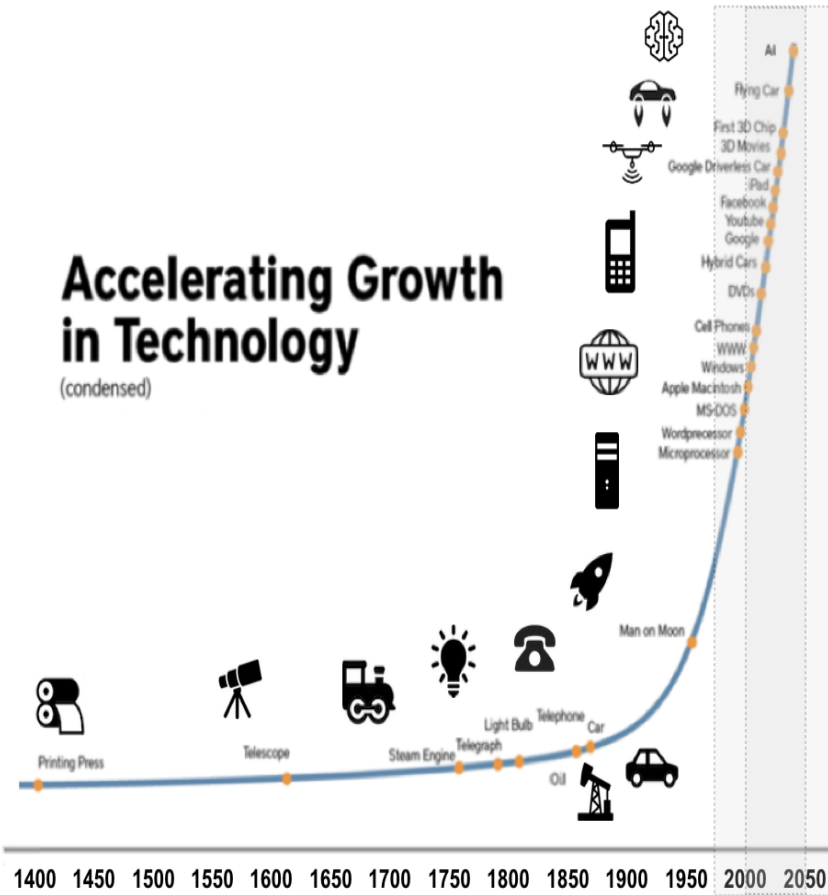 AI
Flying Car
First 3D Chip
3D Movies
Google Driverless Car
iPad
Facebook
Youtube
Google
Hybrid Cars
DVDs
Accelerating Growth
in Technology
(condensed)
Cell Phones
WWW
WWW
Windows
Apple Macintosh
MS-DOS
Wordprecessor
Microprocessor
Man on Moon
Printing Press
Telescope
Steam Engine
Telegraph
Light Bulb
Telephone
Car
Oil
1400 1450 1500 1550 1600 1650 1700 1750 1800 1850 1900 1950 2000 2050